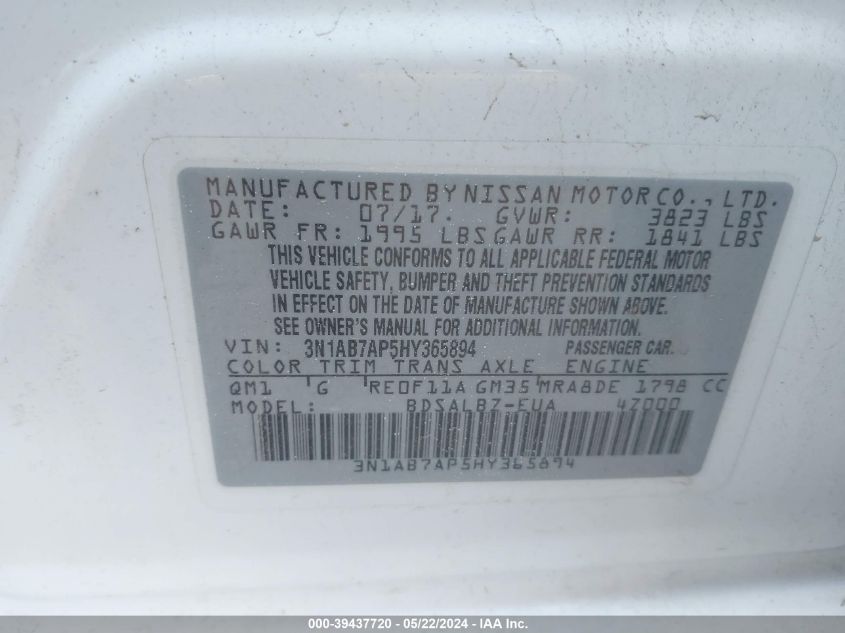 MANUFACTURED BY NISSAN MOTOR CO., LTD.
DATE: 07/17. GVWR: 3823 LBS
GAWR FR: 1995 LBS GAWR RR: 1841 LBS
THIS VEHICLE CONFORMS TO ALL APPLICABLE FEDERAL MOTOR
VEHICLE SAFETY, BUMPER AND THEFT PREVENTION STANDARDS
IN EFFECT ON THE DATE OF MANUFACTURE SHOWN ABOVE.
SEE OWNER'S MANUAL FOR ADDITIONAL INFORMATION.
VIN: 3N1AB7AP5HY365894 PASSENGER CAR
COLOR TRIM TRANS AXLE ENGINE
QM1 'G 'RE0F11A GM35'MRA8DE 1798 CC
MODEL: BDSALBZ-EUA 4Z000
3N1AB7AP5HY365894
000-39437720 - 05/22/2024 - IAA Inc.